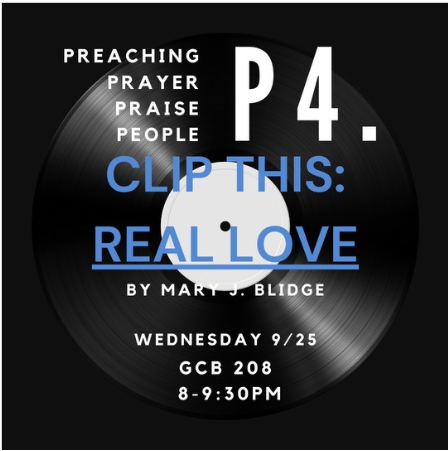 PREACHING
PRAYER
PRAISE
PEOPLE
P4.
CLIP THIS:
REAL LOVE
BY MARY J. BLIDGE
WEDNESDAY 9/25
GCB 208
8-9:30PM